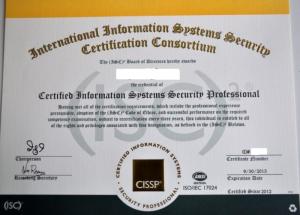 International Information Systems Security
Certification Consortium
The (ISC)² Board of Directors hereby awards
the credential of
Certified Information Systems Security Professional
Having met all of the certification requirements, which include the professional experience
prerequisite, adoption of the (ISC)² Code of Ethics, and successful performance on the required
competency examination, subject to recertification every three years, this individual is entitled to all
of the rights and privileges associated with this designation, as defined in the (ISC)² Bylaws.
Chairperson
Recording Secretary
CERTIFIED INFORMATION SYSTEMS
CISSP
SECURITY PROFESSIONAL
ANSI
ISO/IEC 17024
Certificate Number
9/30/2015
Expiration Date
Certified Since 2012
(ISC)²